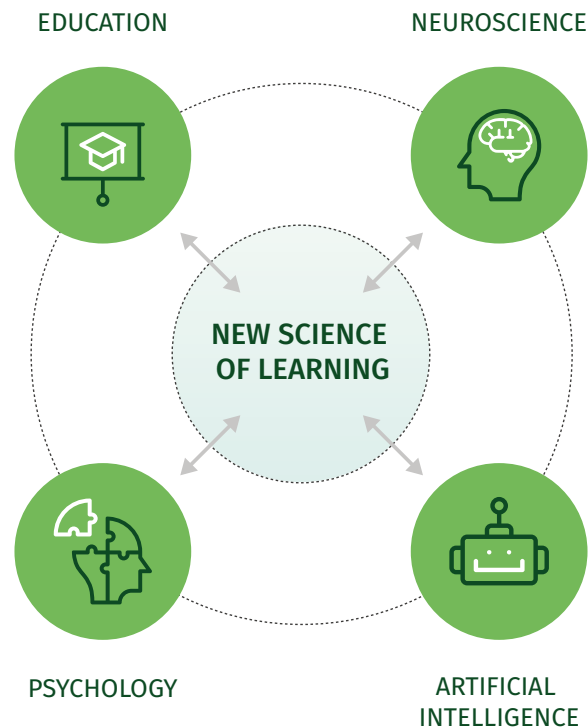 EDUCATION
NEUROSCIENCE
NEW SCIENCE
OF LEARNING
PSYCHOLOGY
ARTIFICIAL
INTELLIGENCE